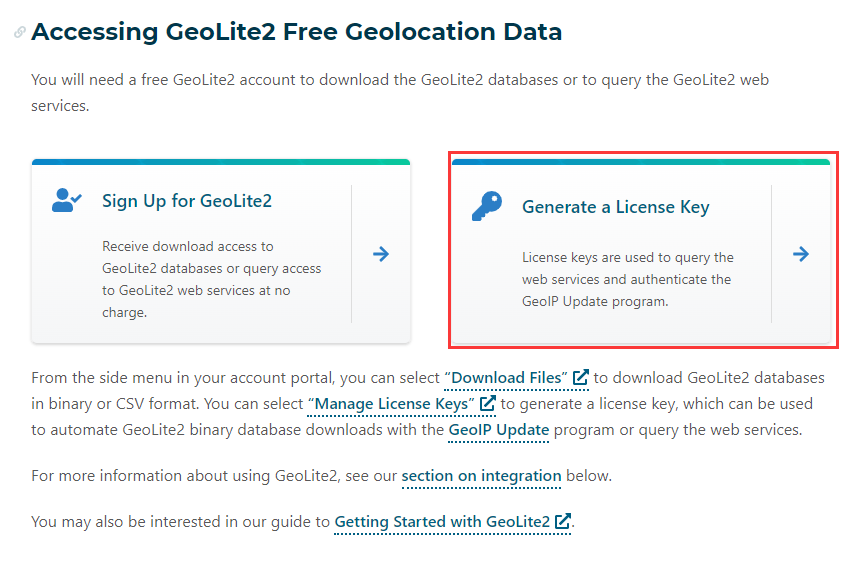 Accessing GeoLite2 Free Geolocation Data
You will need a free GeoLite2 account to download the GeoLite2 databases or to query the GeoLite2 web
services.
Sign Up for GeoLite2
Receive download access to
GeoLite2 databases or query access
to GeoLite2 web services at no
charge.
Generate a License Key
License keys are used to query the
web services and authenticate the
GeoIP Update program.
From the side menu in your account portal, you can select “Download Files” to download GeoLite2 databases
in binary or CSV format. You can select “Manage License Keys” to generate a license key, which can be used
to automate GeoLite2 binary database downloads with the GeoIP Update program or query the web services.
For more information about using GeoLite2, see our section on integration below.
You may also be interested in our guide to Getting Started with GeoLite2.